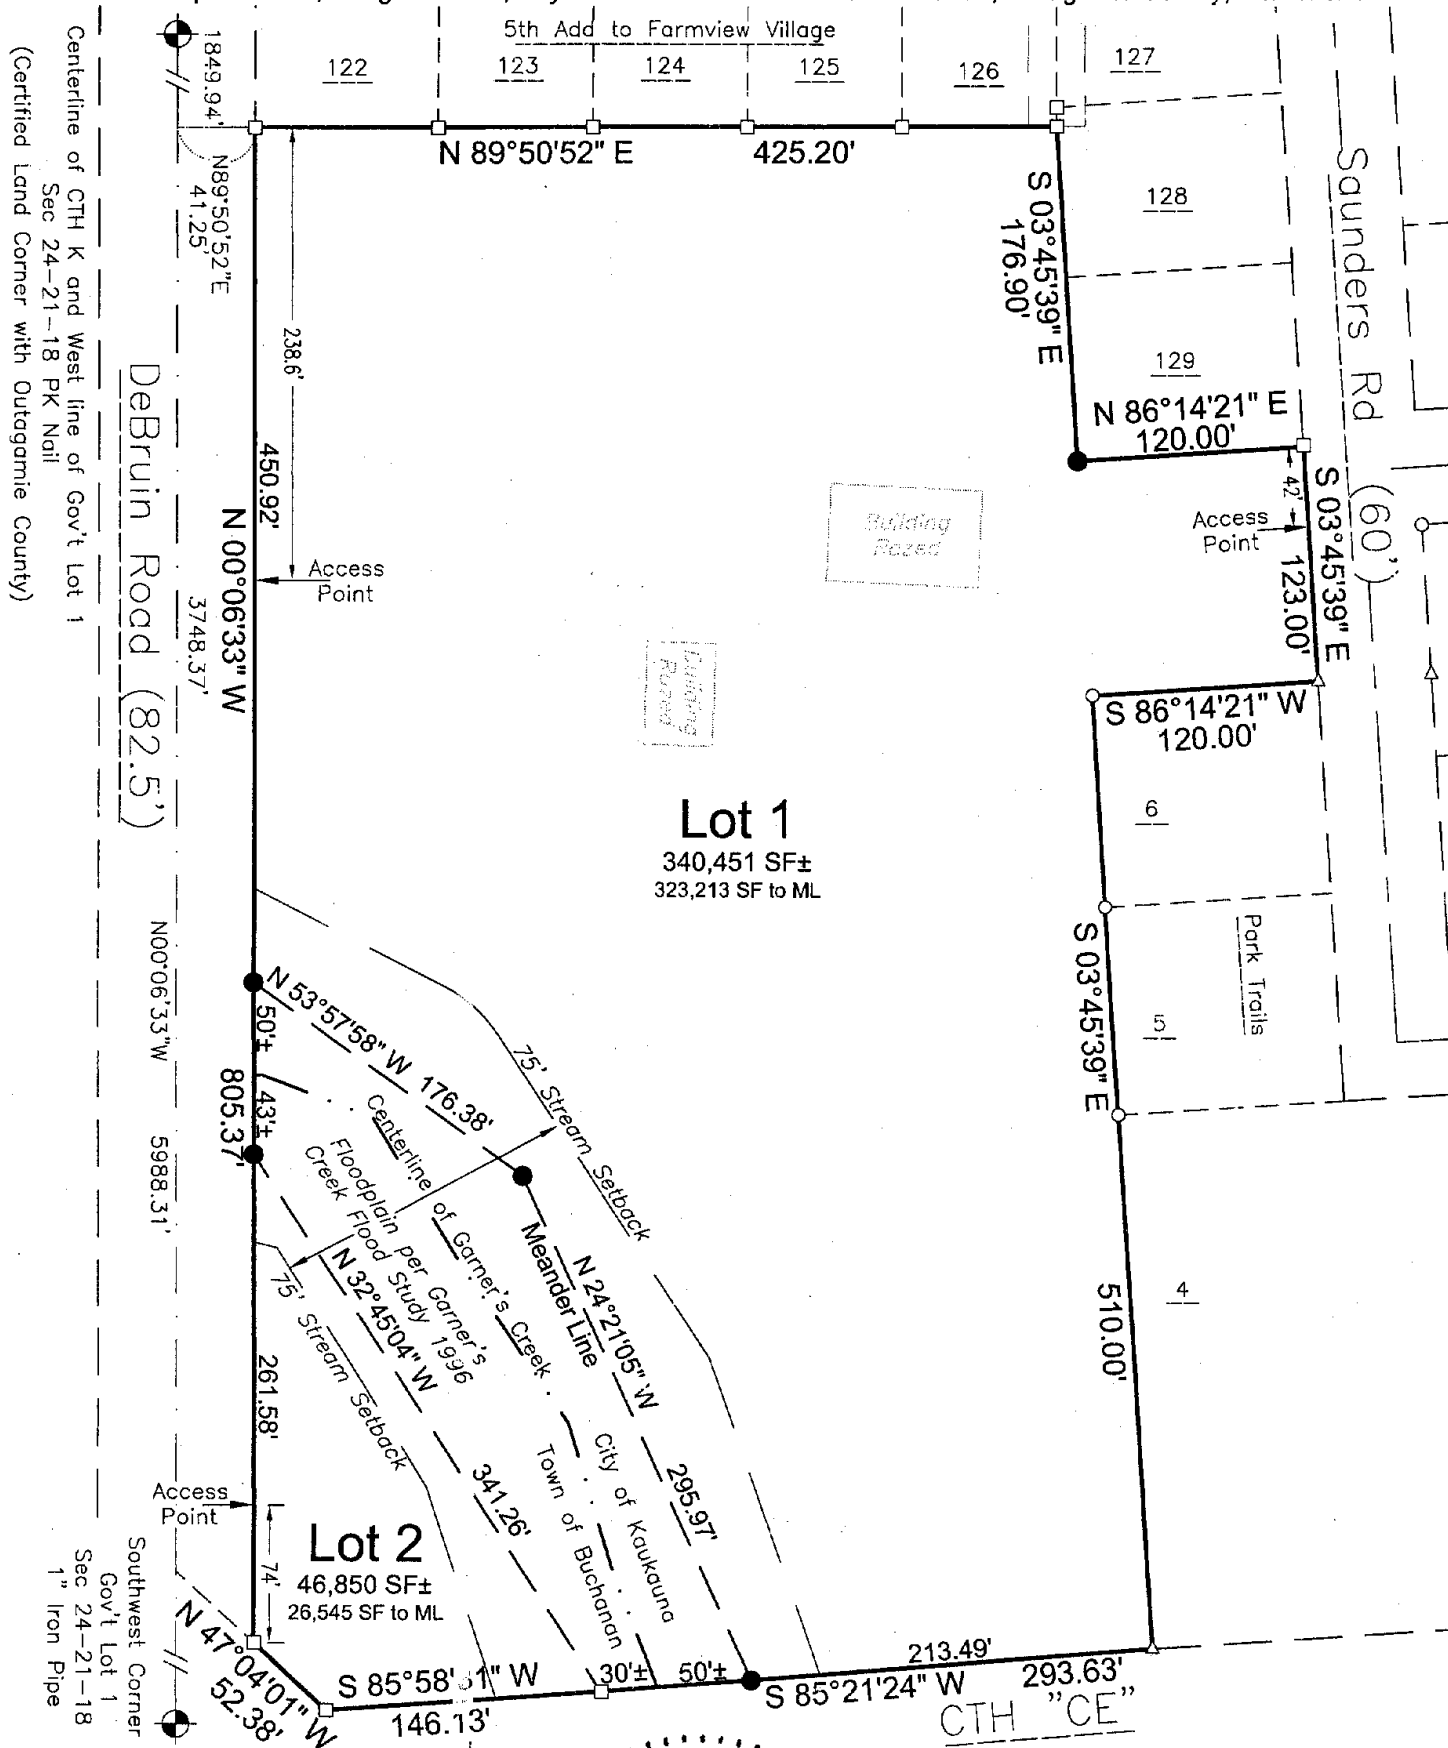 5th Add to Farmview Village
122
123
124
125
126
127
128
129
1849.94'
N89°50'52"E
41.25'
N 89°50'52" E
425.20'
S 03°45'39" E
176.90'
N 86°14'21" E
120.00'
Saunders Rd (60')
42'
Access
Point
S 03°45'39" E
123.00'
S 86°14'21" W
120.00'
Centerline of CTH K and West line of Gov't Lot 1
Sec 24-21-18 PK Nail
(Certified Land Corner with Outagamie County)
DeBruin Road (82.5')
238.6'
450.92'
N 00°06'33" W
3748.37'
Access
Point
Building
Razed
Building
Razed
Lot 1
340,451 SF±
323,213 SF to ML
6
5
4
Park Trails
S 03°45'39" E
510.00'
N00°06'33"W
5988.31'
50'±
805.37'
43'±
N 53°57'58" W 176.38'
75' Stream Setback
Centerline of Garner's Creek
Floodplain per Garner's
Creek Flood Study 1996
Meander Line
N 24°21'05" W
295.97'
N 32°45'04" W
341.26'
75' Stream Setback
City of Kaukauna
Town of Buchanan
261.58'
Access
Point
74'
Lot 2
46,850 SF±
26,545 SF to ML
Southwest Corner
Gov't Lot 1
Sec 24-21-18
1" Iron Pipe
N 47°04'01" W
52.38'
W
146.13'
30'±
50'±
213.49'
S 85°21'24" W
293.63'
CTH "CE"